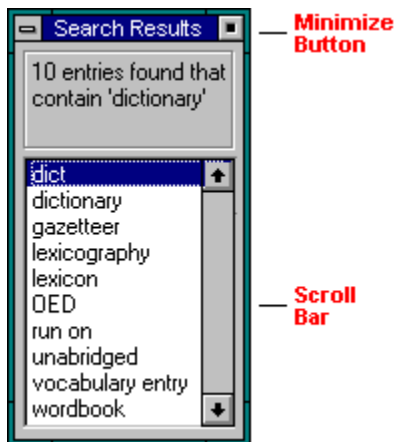 Search Results
Minimize
Button
10 entries found that
contain 'dictionary'
dict
dictionary
gazetteer
lexicography
lexicon
OED
run on
unabridged
vocabulary entry
wordbook
Scroll
Bar